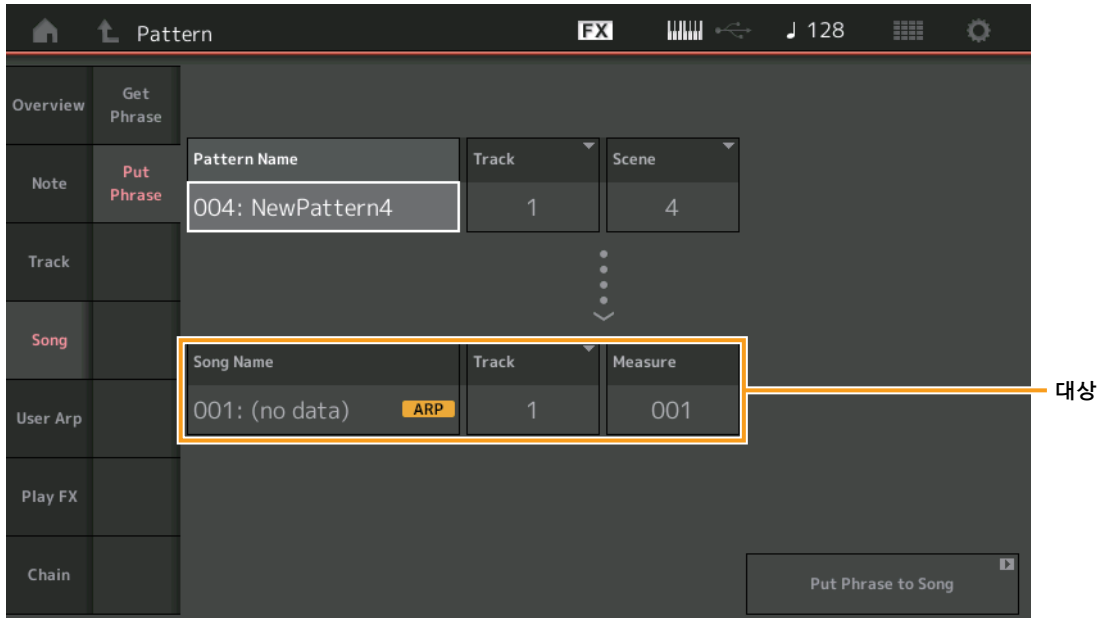 Pattern
FX
♩ 128
Overview
Get
Phrase
Note
Put
Phrase
Pattern Name
Track
Scene
004: NewPattern4
1
4
Track
Song
Song Name
Track
Measure
001: (no data)
ARP
1
001
대상
User Arp
Play FX
Chain
Put Phrase to Song